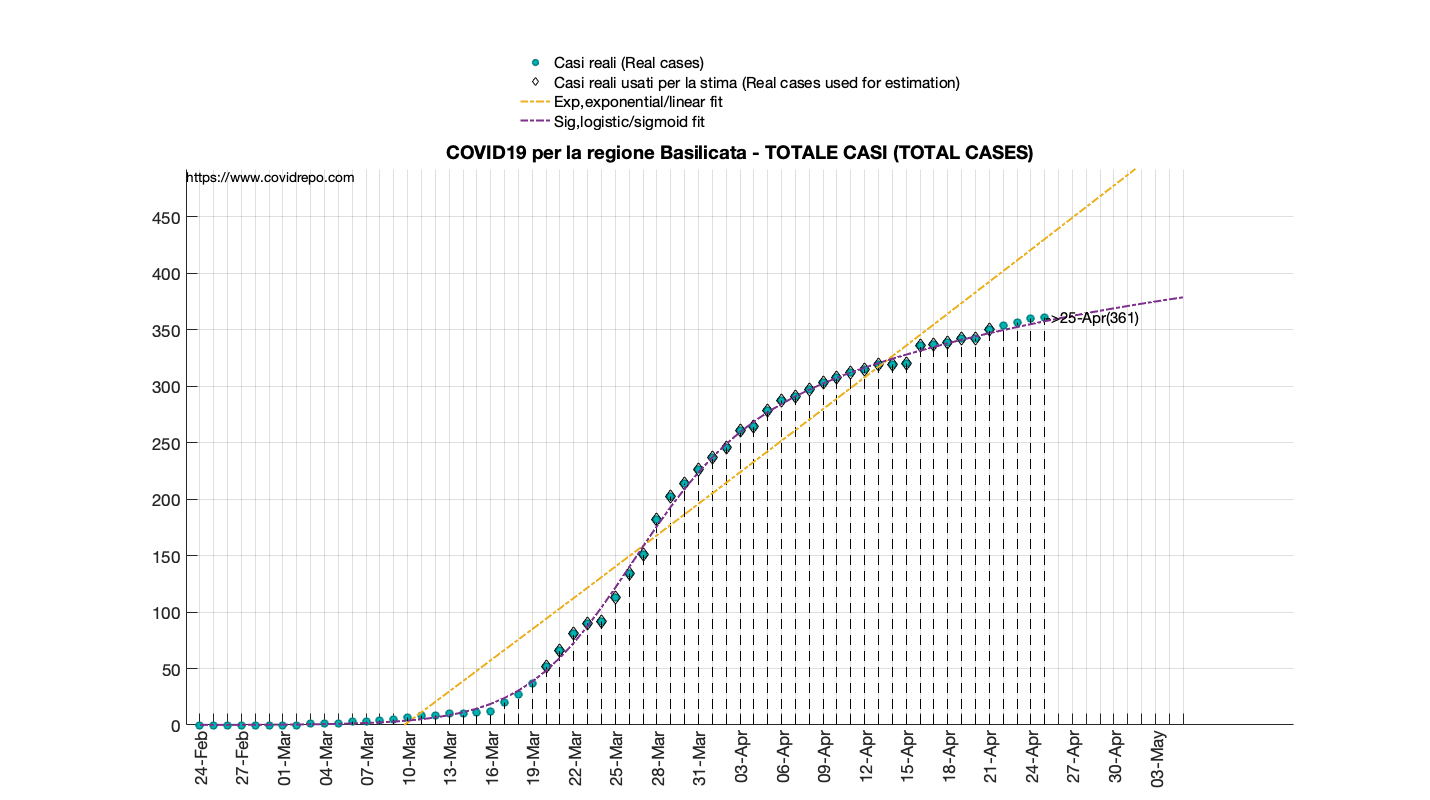 Casi reali (Real cases)
Casi reali usati per la stima (Real cases used for estimation)
Exp,exponential/linear fit
Sig,logistic/sigmoid fit
COVID19 per la regione Basilicata - TOTALE CASI (TOTAL CASES)
https://www.covidrepo.com
450
400
350
->25-Apr(361)
300
250
200
150
100
50
0
24-Feb
27-Feb
01-Mar
04-Mar
07-Mar
10-Mar
13-Mar
16-Mar
19-Mar
22-Mar
25-Mar
28-Mar
31-Mar
03-Apr
06-Apr
09-Apr
12-Apr
15-Apr
18-Apr
21-Apr
24-Apr
27-Apr
30-Apr
03-May